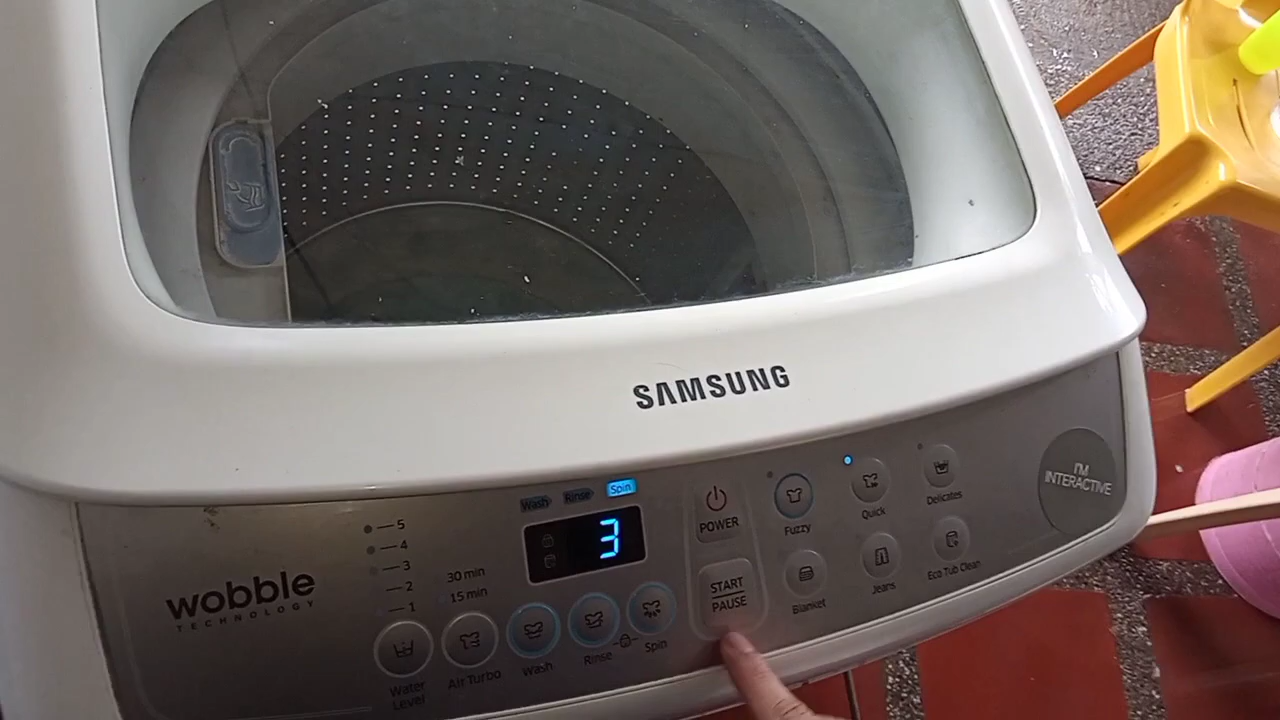 SAMSUNG
wobble
TECHNOLOGY
5
4
3
2
1
Water
Level
30 min
15 min
Air Turbo
Wash
Rinse
Spin
3
Wash
Rinse
Spin
POWER
START
PAUSE
Fuzzy
Quick
Delicates
Blanket
Jeans
Eco Tub Clean
I'M
INTERACTIVE